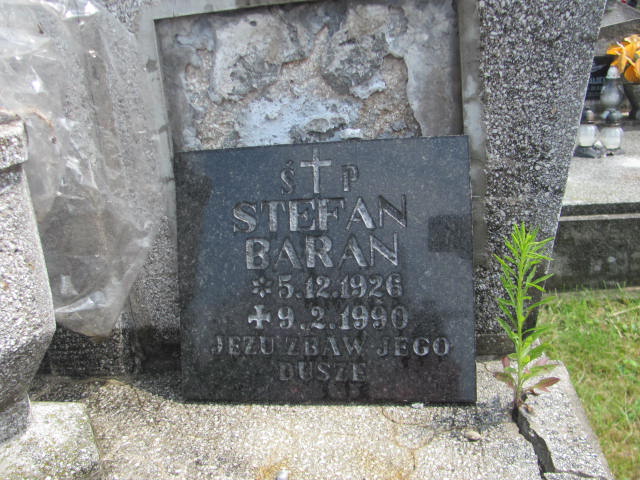 Ś P
STEFAN
BARAN
* 5.12.1926
✝ 9.2.1990
JEZU ZBAW JEGO
DUSZE